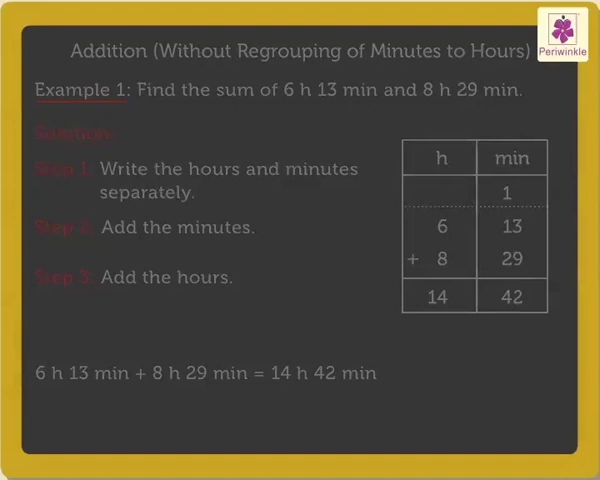 Periwinkle
Addition (Without Regrouping of Minutes to Hours)
Example 1: Find the sum of 6 h 13 min and 8 h 29 min.
Solution:
Step 1: Write the hours and minutes
separately.
Step 2: Add the minutes.
Step 3: Add the hours.
h min
1
6 13
+ 8 29
14 42
6 h 13 min + 8 h 29 min = 14 h 42 min